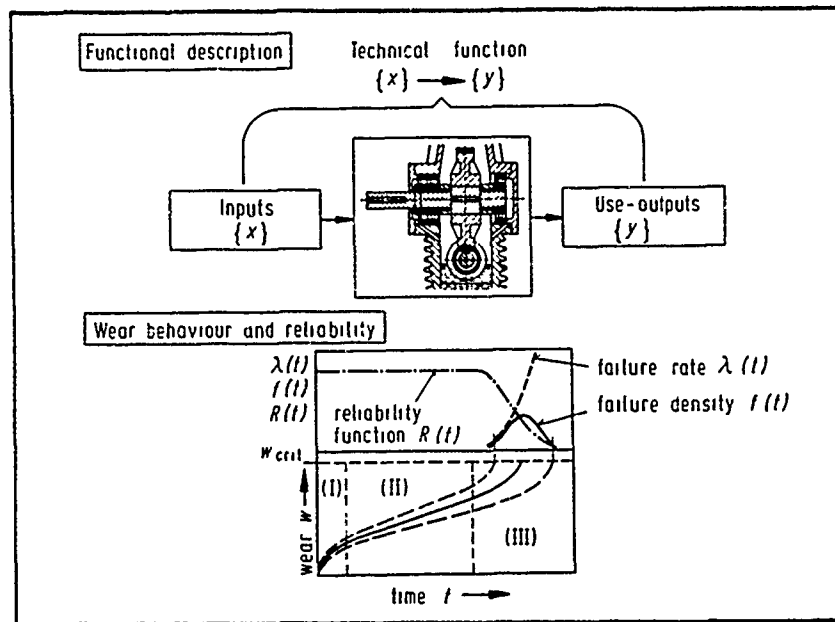 Functional description
Technical function
{x} → {y}
Inputs
{x}
Use-outputs
{y}
Wear behaviour and reliability
λ(t)
f(t)
R(t)
reliability
function R(t)
failure rate λ(t)
failure density f(t)
w crit
(I)
(II)
(III)
wear w
time t